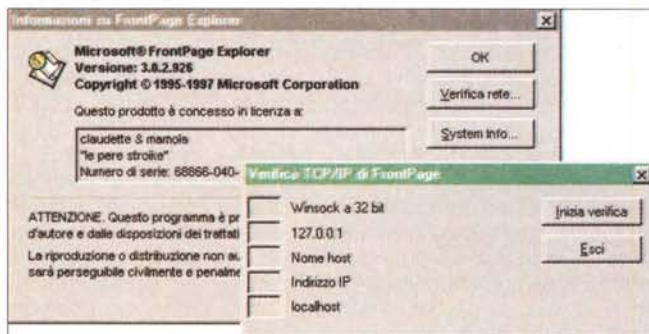 Informazioni su FrontPage Explorer
Microsoft® FrontPage Explorer
Versione: 3.0.2.926
Copyright © 1995-1997 Microsoft Corporation
Questo prodotto è concesso in licenza a:
claudette & mamola
"le pere stroike"
Numero di serie: 68866-040-
ATTENZIONE. Questo programma è pr
d'autore e dalle disposizioni dei trattati
La riproduzione o distribuzione non au
sarà perseguibile civilmente e penalme
OK
Verifica rete...
System Info...
Verifica TCP/IP di FrontPage
Winsock a 32 bit
127.0.0.1
Nome host
Indirizzo IP
localhost
Inizia verifica
Esci